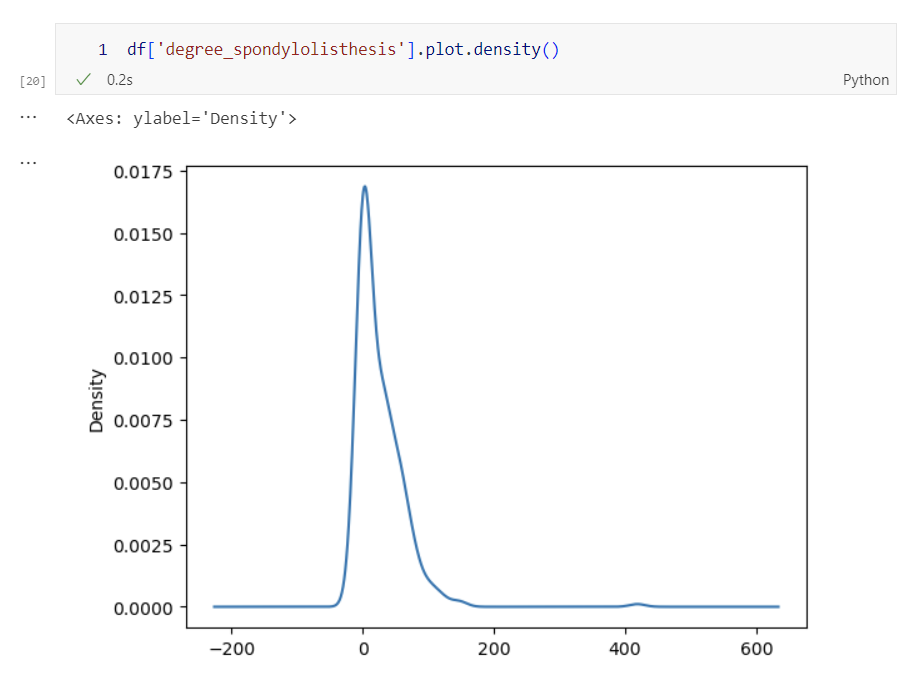 1 df['degree_spondylolisthesis'].plot.density()
[20] ✓ 0.2s Python
... <Axes: ylabel='Density'>
...
0.0175
0.0150
0.0125
0.0100
0.0075
0.0050
0.0025
0.0000
Density
−200 0 200 400 600